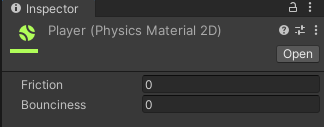 Inspector
Player (Physics Material 2D)
Open
Friction 0
Bounciness 0